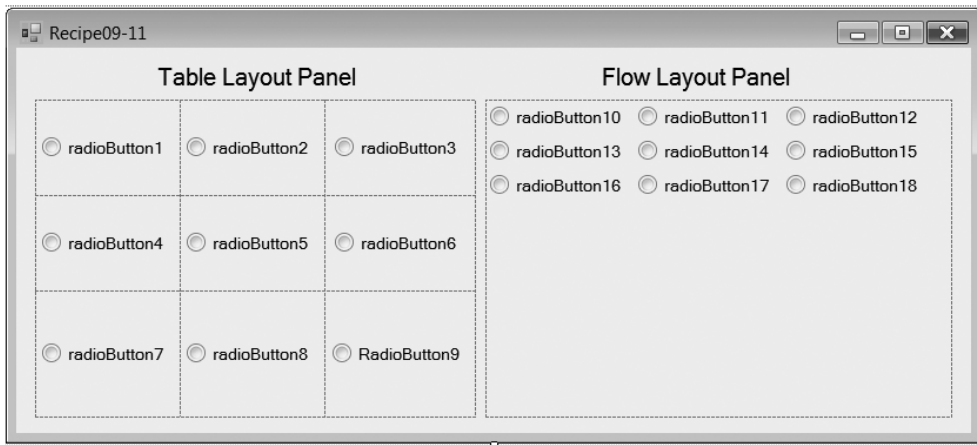 Recipe09-11
Table Layout Panel
Flow Layout Panel
radioButton1 radioButton2 radioButton3
radioButton4 radioButton5 radioButton6
radioButton7 radioButton8 RadioButton9
radioButton10 radioButton11 radioButton12
radioButton13 radioButton14 radioButton15
radioButton16 radioButton17 radioButton18